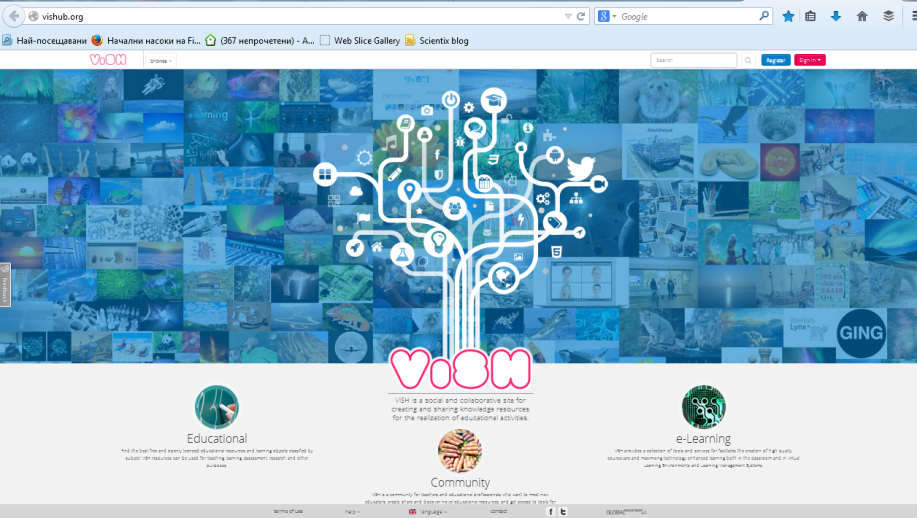 vishub.org
Google
Най-посещавани
Начални насоки на Fi...
(367 непрочетени) - A...
Web Slice Gallery
Scientix blog
ViSH
browse
Search
Register
Sign in
e-Learning
GING
feedback
ViSH
ViSH is a social and collaborative site for
creating and sharing knowledge resources
for the realization of educational activities.
Educational
Find the best free and openly licensed educational resources and learning objects classified by
subject. ViSH resources can be used for teaching, learning, assessment, research and other
purposes.
e-Learning
ViSH provides a collection of tools and services for facilitate the creation of high quality
courseware and maximising technology-enhanced learning both in the classroom and in Virtual
Learning Environments and Learning Management Systems.
Community
ViSH is a community for teachers and educational professionals who want to meet new
educators, create, share and discover novel educational resources, and get access to tools for
terms of use
help
language
contact
GLOBAL